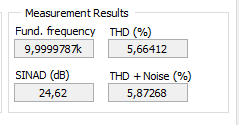 Measurement Results
Fund. frequency THD (%)
9,9999787k 5,66412
SINAD (dB) THD + Noise (%)
24,62 5,87268